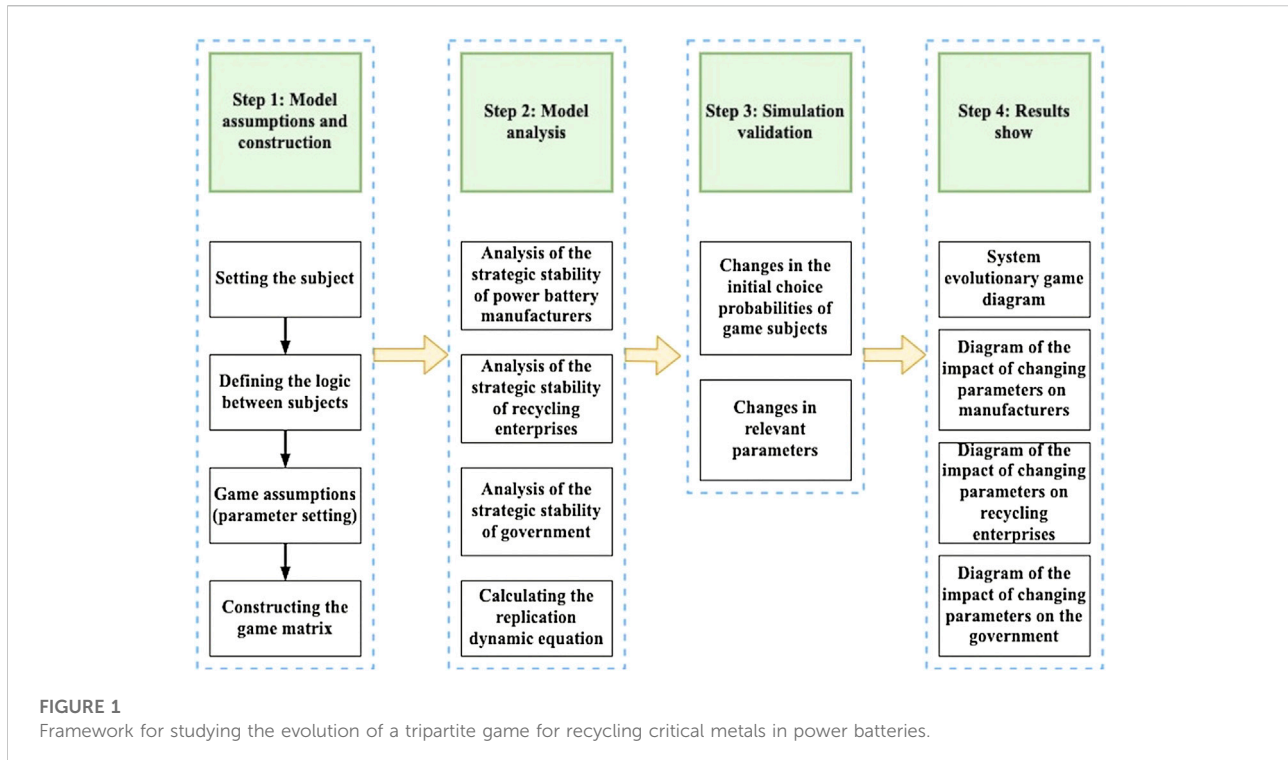 Step 1: Model
assumptions and
construction
Setting the subject
Defining the logic
between subjects
Game assumptions
(parameter setting)
Constructing the
game matrix
Step 2: Model
analysis
Analysis of the
strategic stability
of power battery
manufacturers
Analysis of the
strategic stability
of recycling
enterprises
Analysis of the
strategic stability
of government
Calculating the
replication
dynamic equation
Step 3: Simulation
validation
Changes in the
initial choice
probabilities of
game subjects
Changes in
relevant
parameters
Step 4: Results
show
System
evolutionary game
diagram
Diagram of the
impact of changing
parameters on
manufacturers
Diagram of the
impact of changing
parameters on
recycling
enterprises
Diagram of the
impact of changing
parameters on the
government
FIGURE 1
Framework for studying the evolution of a tripartite game for recycling critical metals in power batteries.